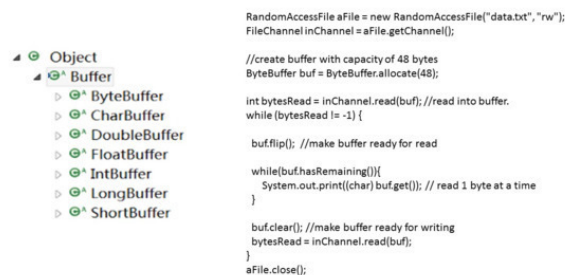 Object
Buffer
ByteBuffer
CharBuffer
DoubleBuffer
FloatBuffer
IntBuffer
LongBuffer
ShortBuffer
RandomAccessFile aFile = new RandomAccessFile("data.txt", "rw");
FileChannel inChannel = aFile.getChannel();
//create buffer with capacity of 48 bytes
ByteBuffer buf = ByteBuffer.allocate(48);
int bytesRead = inChannel.read(buf); //read into buffer.
while (bytesRead != -1) {
buf.flip(); //make buffer ready for read
while(buf.hasRemaining()){
System.out.print((char) buf.get()); // read 1 byte at a time
}
buf.clear(); //make buffer ready for writing
bytesRead = inChannel.read(buf);
}
aFile.close();